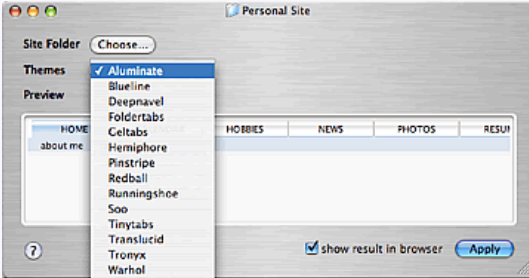 Personal Site
Site Folder Choose...
Themes ✓ Aluminate
Blueline
Preview
Deepnavel
Foldertabs
HOME HOBBIES NEWS PHOTOS
Geltabs
about me
Hemiphore
Pinstripe
Redball
Runningshoe
Soo
Tinytabs
Translucid
? show result in browser Apply
Tronyx
Warhol